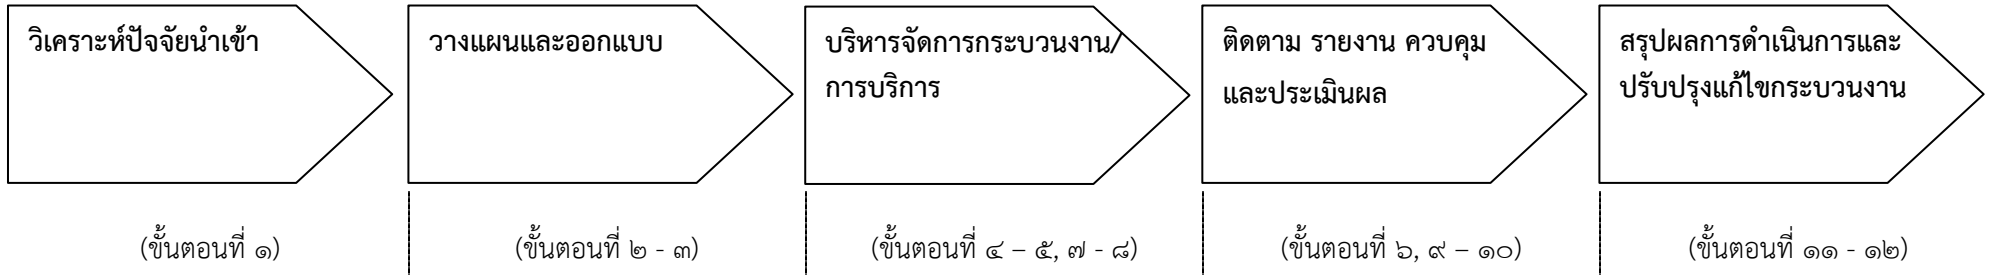 วิเคราะห์ปัจจัยนำเข้า
วางแผนและออกแบบ
บริหารจัดการกระบวนงาน/
การบริการ
ติดตาม รายงาน ควบคุม
และประเมินผล
สรุปผลการดำเนินการและ
ปรับปรุงแก้ไขกระบวนงาน
(ขั้นตอนที่ ๑)
(ขั้นตอนที่ ๒ - ๓)
(ขั้นตอนที่ ๔ – ๕, ๗ - ๘)
(ขั้นตอนที่ ๖, ๙ – ๑๐)
(ขั้นตอนที่ ๑๑ - ๑๒)